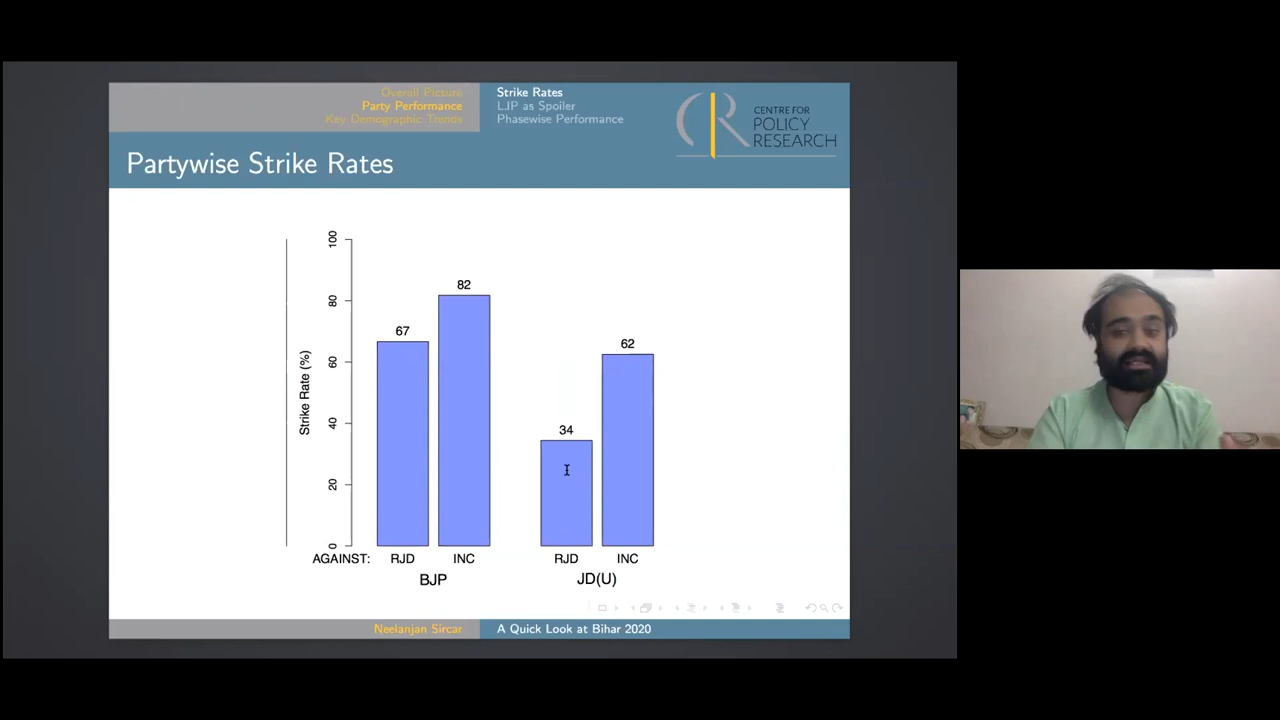 Overall Picture
Party Performance
Key Demographic Trends
Strike Rates
LJP as Spoiler
Phasewise Performance
CENTRE FOR
POLICY
RESEARCH
Partywise Strike Rates
Strike Rate (%)
100
80
60
40
20
0
67
82
34
62
AGAINST: RJD INC RJD INC
BJP JD(U)
Neelanjan Sircar A Quick Look at Bihar 2020